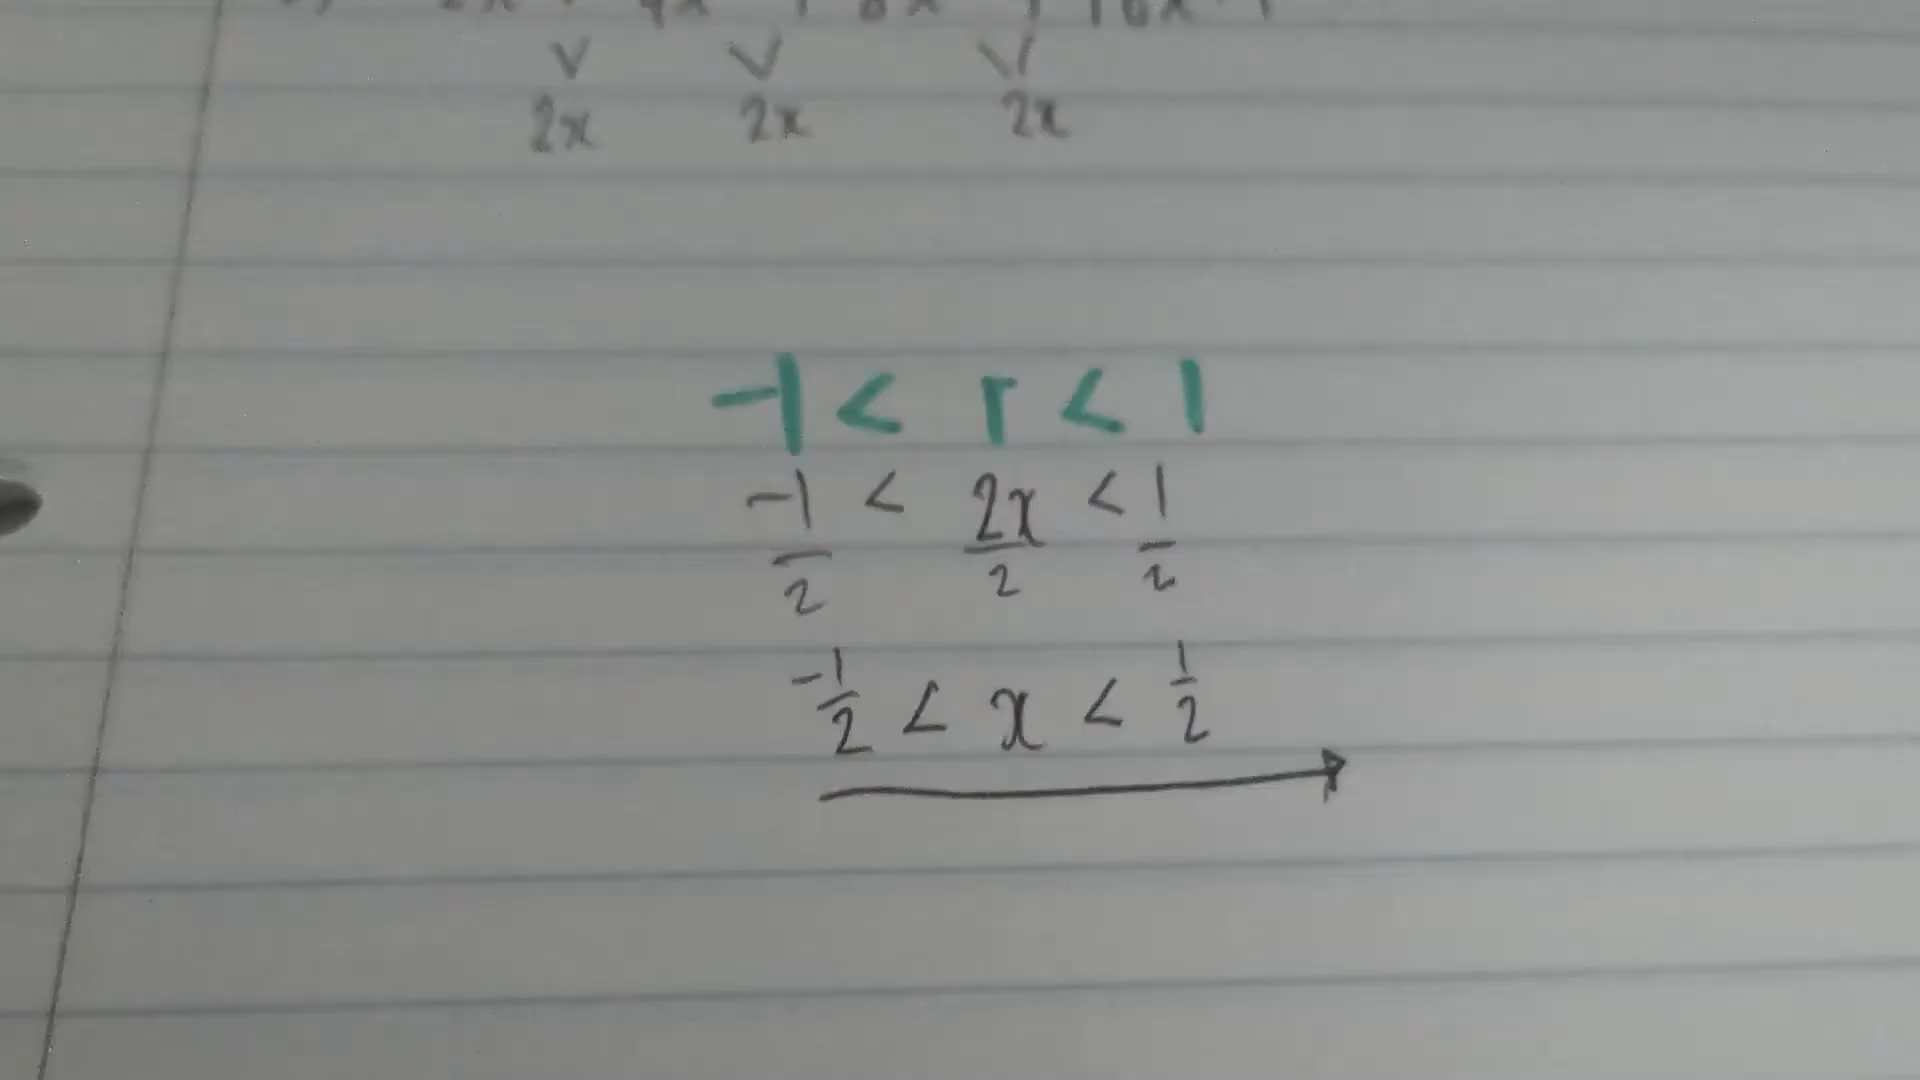 2x 2x 2x
-1 < r < 1
-1/2 < 2x/2 < 1/2
-1/2 < x < 1/2